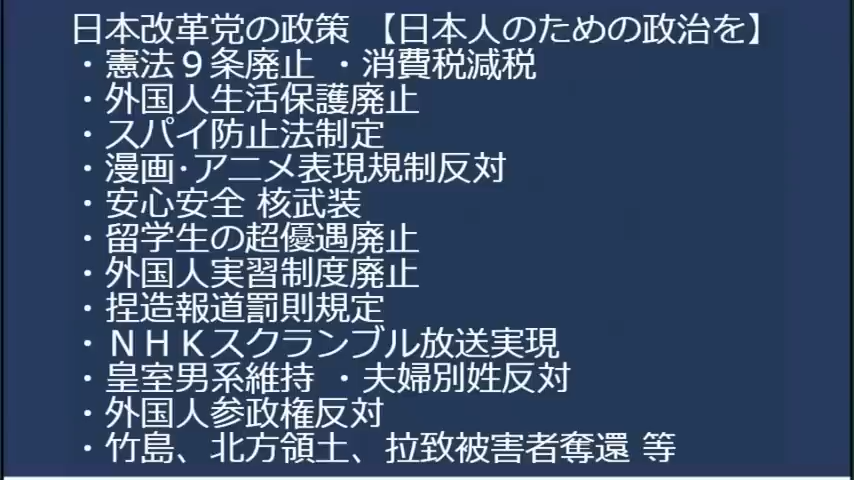 日本改革党の政策 【日本人のための政治を】
・憲法９条廃止 ・消費税減税
・外国人生活保護廃止
・スパイ防止法制定
・漫画･アニメ表現規制反対
・安心安全 核武装
・留学生の超優遇廃止
・外国人実習制度廃止
・捏造報道罰則規定
・ＮＨＫスクランブル放送実現
・皇室男系維持 ・夫婦別姓反対
・外国人参政権反対
・竹島、北方領土、拉致被害者奪還 等